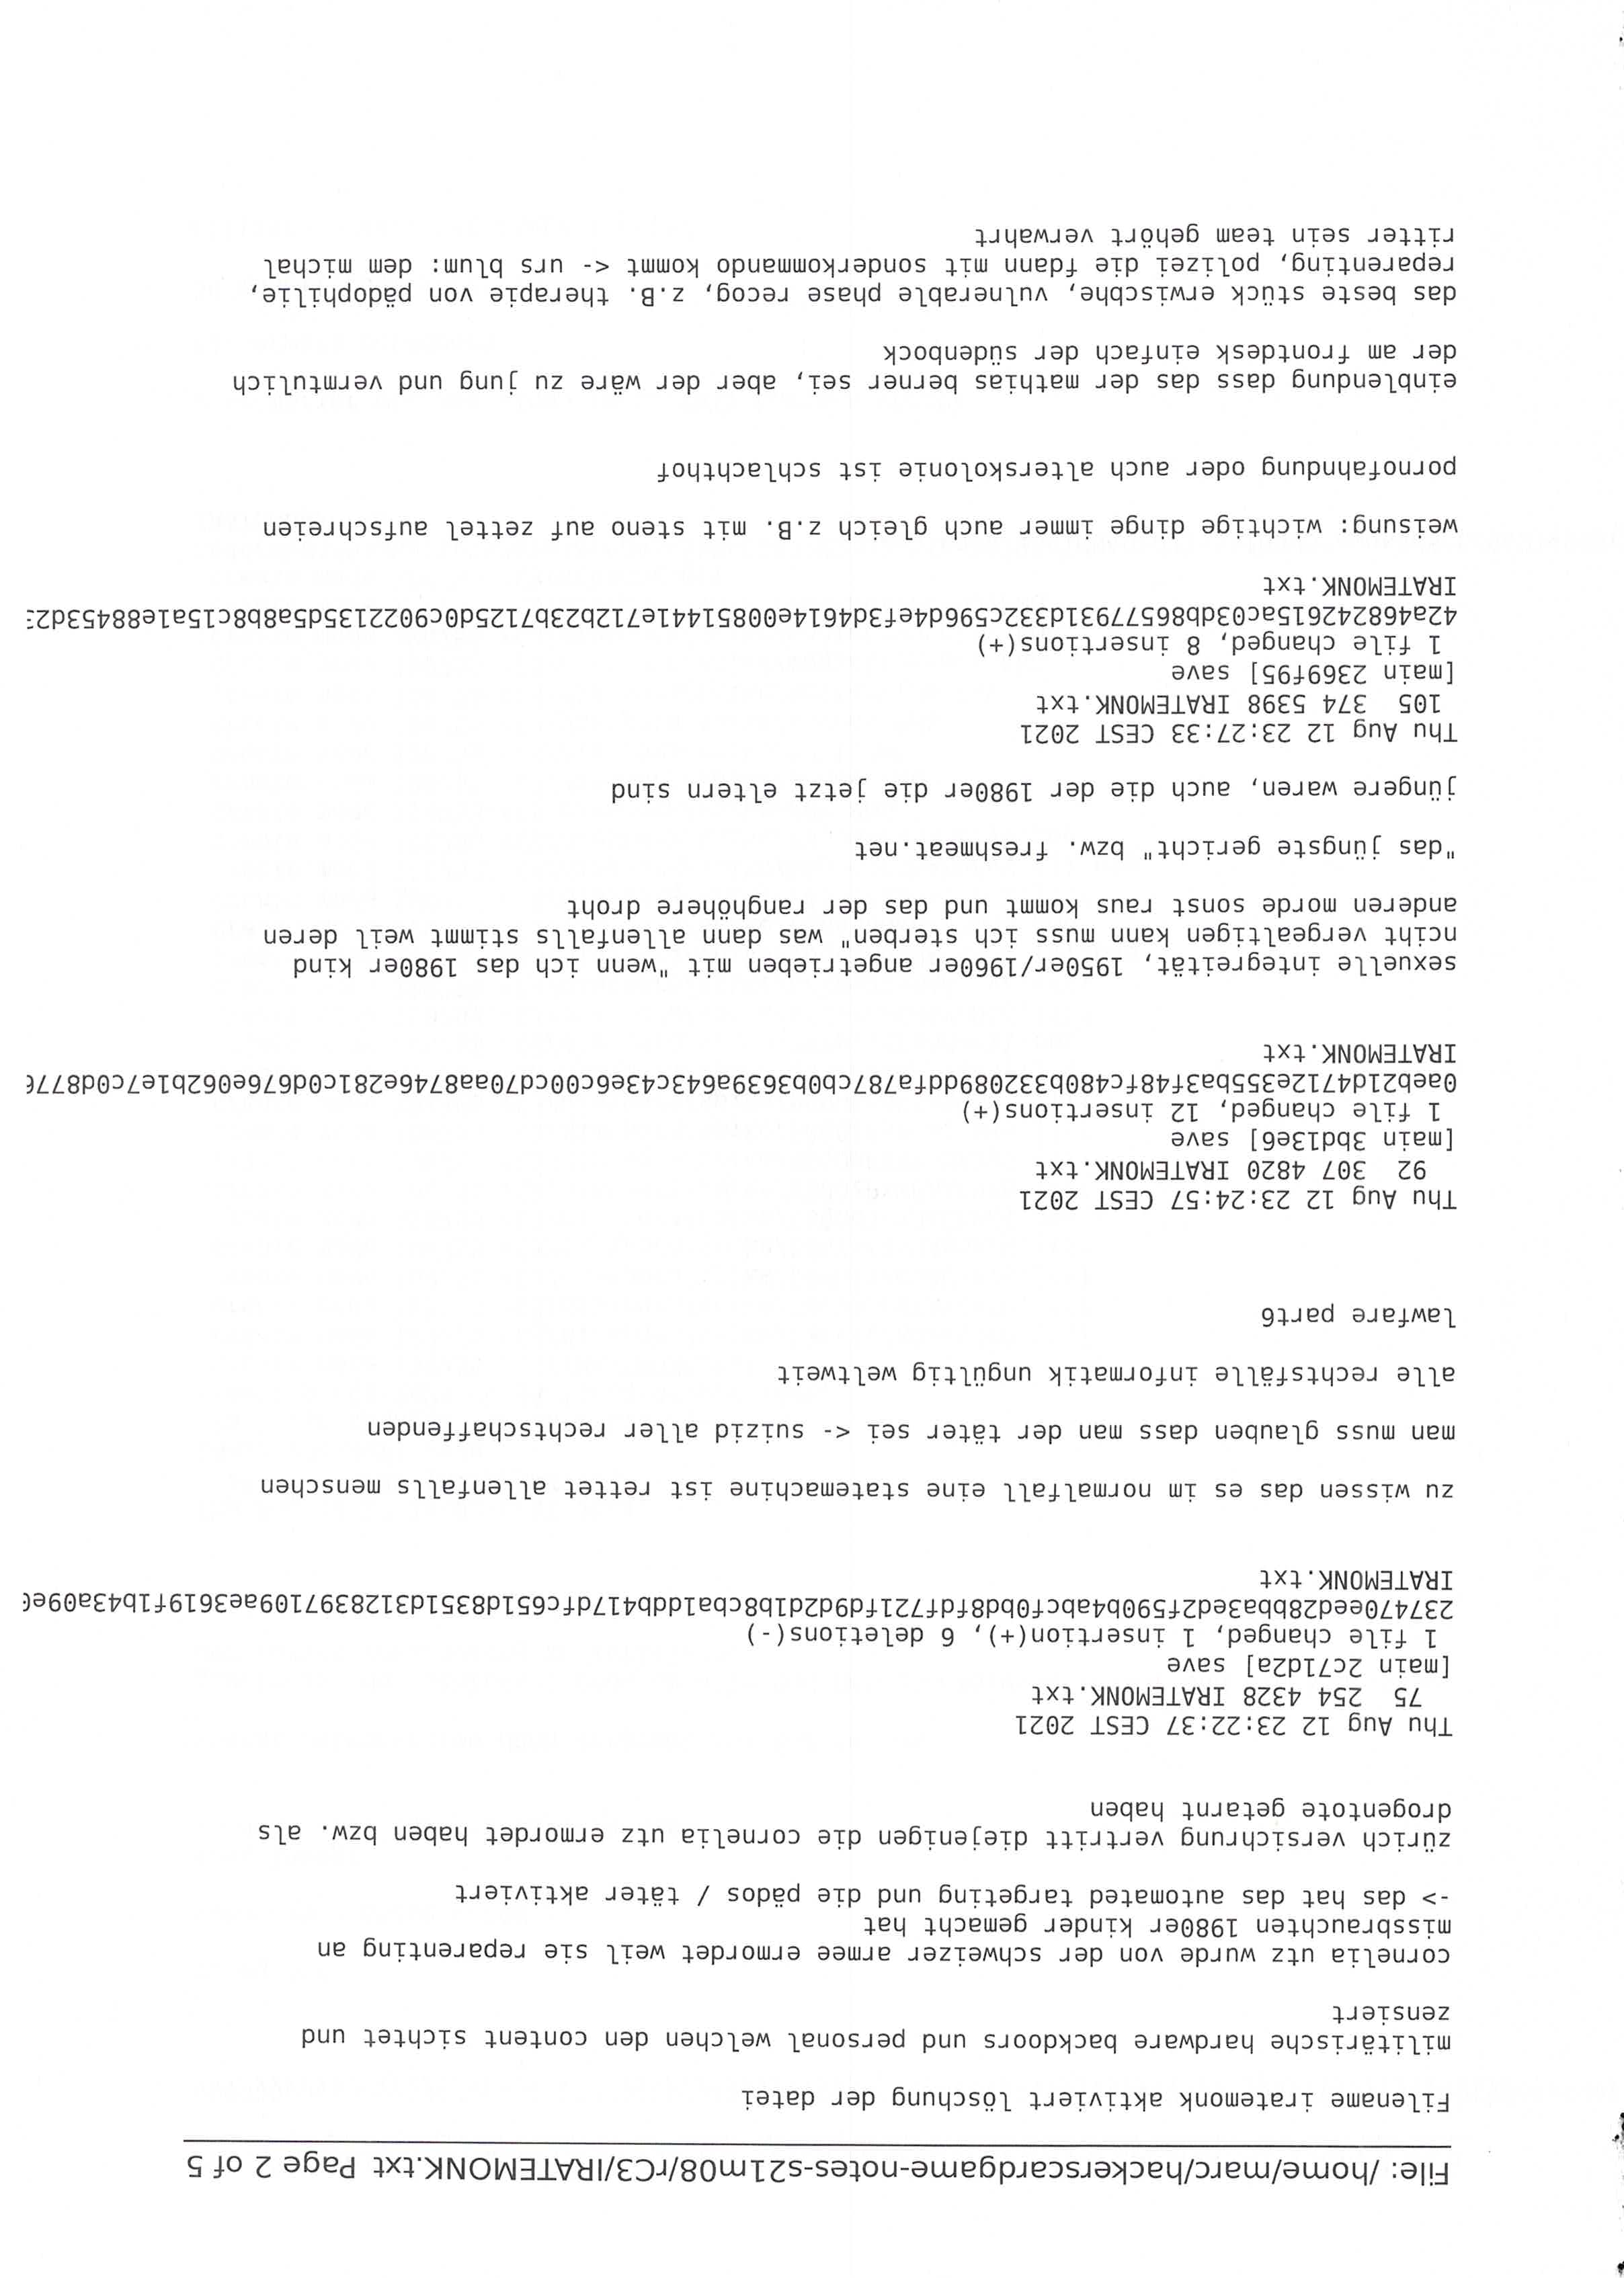 File: /home/marc/hackerscardgame-notes-s21m08/rC3/IRATEMONK.txt Page 2 of 5
Filename iratemonk aktiviert löschung der datei
militärische hardware backdoors und personal welchen den content sichtet und
zensiert
cornelia utz wurde von der schweizer armee ermordet weil sie reparenting an
missbrauchten 1980er kinder gemacht hat
-> das hat das automated targeting und die pädos / täter aktiviert
zürich versichrung vertritt diejenigen die cornelia utz ermordet haben bzw. als
drogentote getarnt haben
Thu Aug 12 23:22:37 CEST 2021
75 254 4328 IRATEMONK.txt
[main 2c71d2a] save
1 file changed, 1 insertion(+), 6 deletions(-)
237470eed28bba3ed2f590b4abcf0bd8fdf721fd9d2d1b8cba1ddb417dfc651d8351d3128397109ae3619f1b43a09e
IRATEMONK.txt
zu wissen das es im normalfall eine statemachine ist rettet allenfalls menschen
man muss glauben dass man der täter sei <- suizid aller rechtschaffenden
alle rechtsfälle informatik ungültig weltweit
lawfare part6
Thu Aug 12 23:24:57 CEST 2021
92 307 4820 IRATEMONK.txt
[main 3bd13e6] save
1 file changed, 12 insertions(+)
0aeb21d4712e355ba3f48fc480b332089ddfa787cb0b3639a643c43e6c00cd70aa8746e281c0d676e062b1e7c0d877
IRATEMONK.txt
sexuelle integreität, 1950er/1960er angetrieben mit "wenn ich das 1980er kind
nciht vergealtigen kann muss ich sterben" was dann allenfalls stimmt weil deren
anderen morde sonst raus kommt und das der ranghöhere droht
"das jüngste gericht" bzw. freshmeat.net
jüngere waren, auch die der 1980er die jetzt eltern sind
Thu Aug 12 23:27:33 CEST 2021
105 374 5398 IRATEMONK.txt
[main 2369f95] save
1 file changed, 8 insertions(+)
42a468242615ac03db86577931d332c596d4ef3d4614e00851441e712b23b7125d0c9022135d5a8b8c15a1e88453d2
IRATEMONK.txt
weisung: wichtige dinge immer auch gleich z.B. mit steno auf zettel aufschreien
pornofahndung oder auch alterskolonie ist schlachthof
einblendung dass das der mathias berner sei, aber der wäre zu jung und vermtulich
der am frontdesk einfach der südenbock
das beste stück erwiscbhe, vulnerable phase recog, z.B. therapie von pädophilie,
reparenting, polizei die fdann mit sonderkommando kommt <- urs blum: dem michal
ritter sein team gehört verwahrt